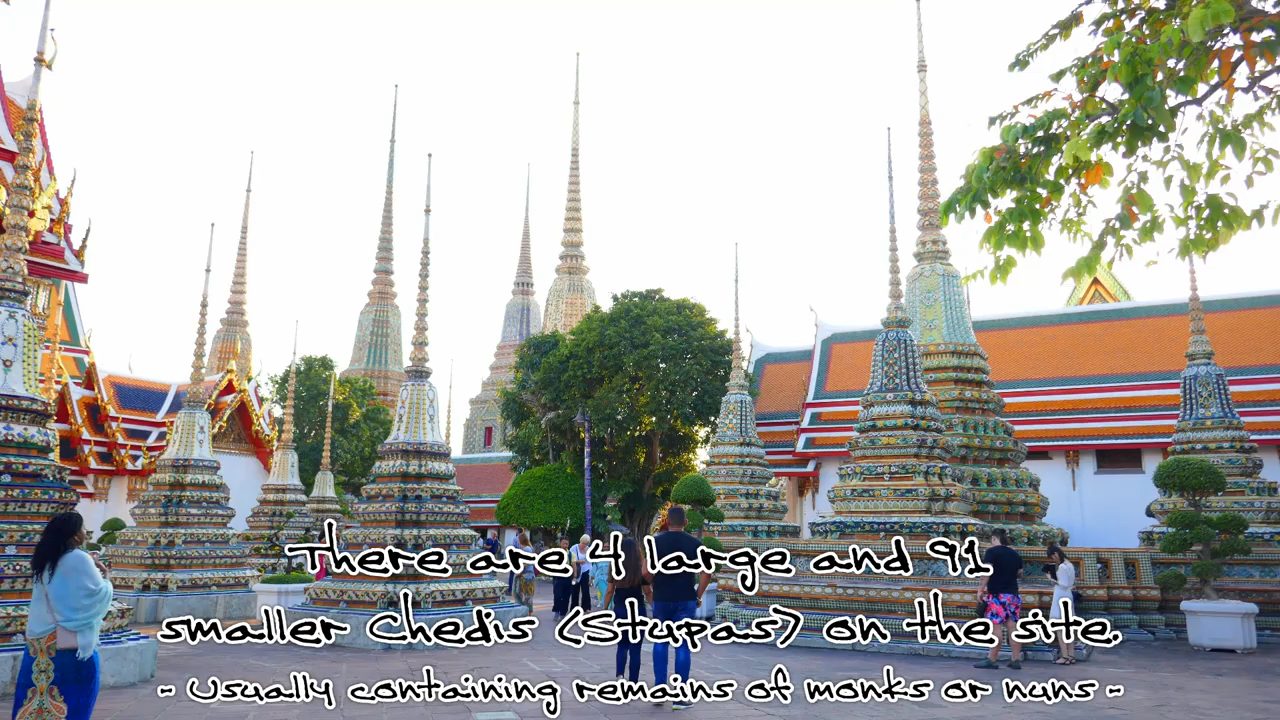 There are 4 large and 91
smaller Chedis (Stupas) on the site.
- Usually containing remains of monks or nuns -